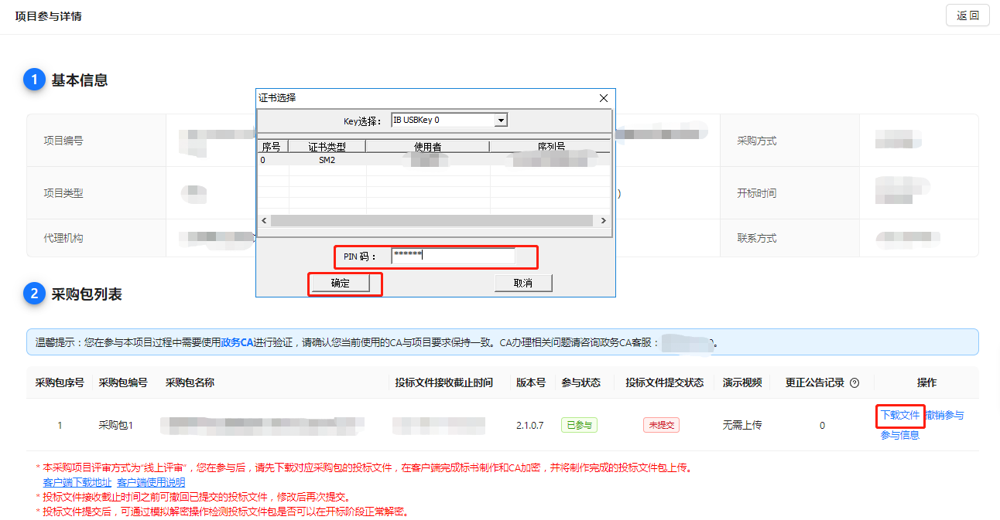 项目参与详情
返 回
1 基本信息
证书选择
Key选择：
IB USBKey 0
序号 证书类型 使用者 序列号
0 SM2
项目编号
采购方式
项目类型
)
开标时间
代理机构
联系方式
PIN 码：
******
确定
取消
2 采购包列表
温馨提示：您在参与本项目过程中需要使用政务CA进行验证，请确认您当前使用的CA与项目要求保持一致。CA办理相关问题请咨询政务CA客服：
采购包序号 采购包编号 采购包名称 投标文件接收截止时间 版本号 参与状态 投标文件提交状态 演示视频 更正公告记录 操作
1 采购包1 2.1.0.7 已参与 未提交 无需上传 0 下载文件 撤销参与
参与信息
* 本采购项目评审方式为“线上评审”，您在参与后，请先下载对应采购包的投标文件，在客户端完成标书制作和CA加密，并将制作完成的投标文件包上传。
客户端下载地址 客户端使用说明
* 投标文件接收截止时间之前可撤回已提交的投标文件，修改后再次提交。
* 投标文件提交后，可通过模拟解密操作检测投标文件包是否可以在开标阶段正常解密。